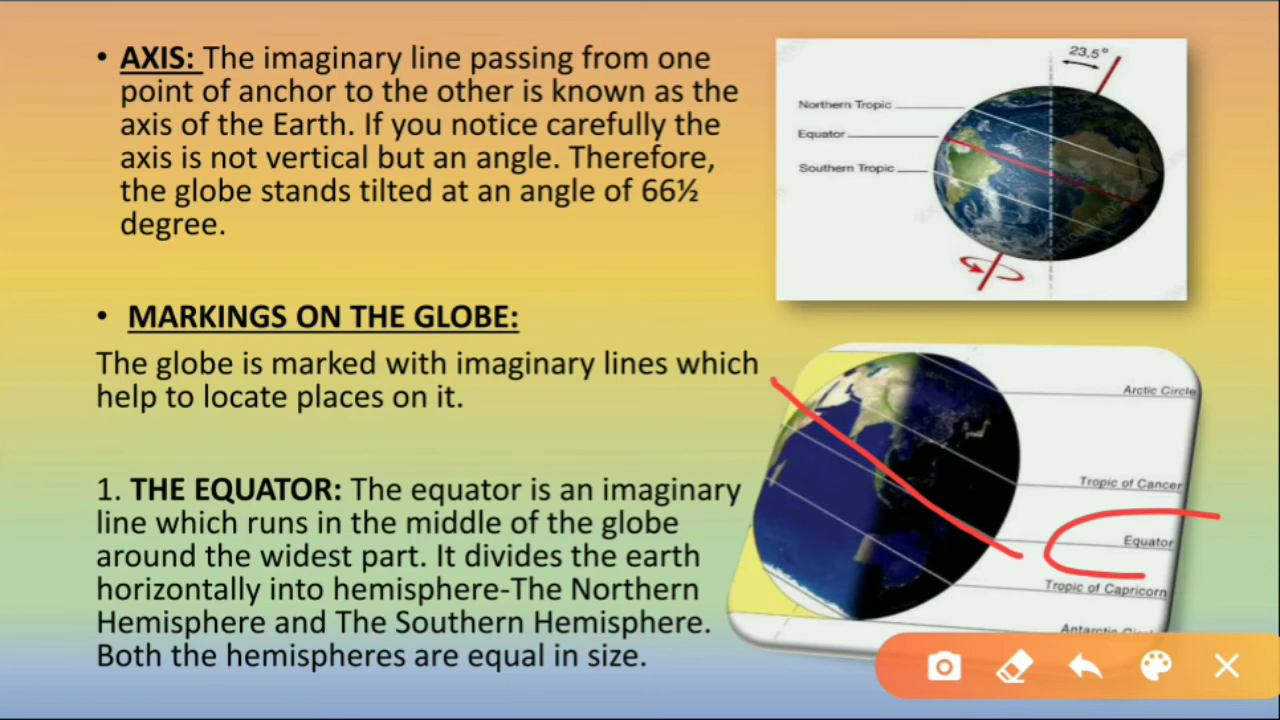 • AXIS: The imaginary line passing from one
point of anchor to the other is known as the
axis of the Earth. If you notice carefully the
axis is not vertical but an angle. Therefore,
the globe stands tilted at an angle of 66½
degree.
• MARKINGS ON THE GLOBE:
The globe is marked with imaginary lines which
help to locate places on it.
1. THE EQUATOR: The equator is an imaginary
line which runs in the middle of the globe
around the widest part. It divides the earth
horizontally into hemisphere-The Northern
Hemisphere and The Southern Hemisphere.
Both the hemispheres are equal in size.
23,5°
Northern Tropic
Equator
Southern Tropic
Arctic Circle
Tropic of Cancer
Equator
Tropic of Capricorn
Antarctic